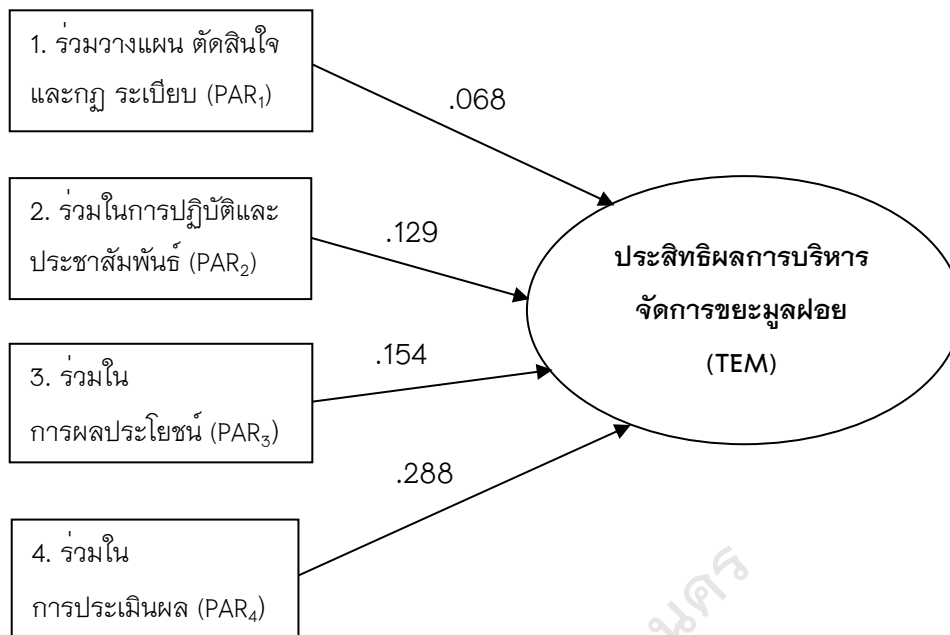 1. ร่วมวางแผน ตัดสินใจ
และกฎ ระเบียบ (PAR₁)
.068
2. ร่วมในการปฏิบัติและ
ประชาสัมพันธ์ (PAR₂)
.129
ประสิทธิผลการบริหาร
จัดการขยะมูลฝอย
(TEM)
3. ร่วมใน
การผลประโยชน์ (PAR₃)
.154
.288
4. ร่วมใน
การประเมินผล (PAR₄)